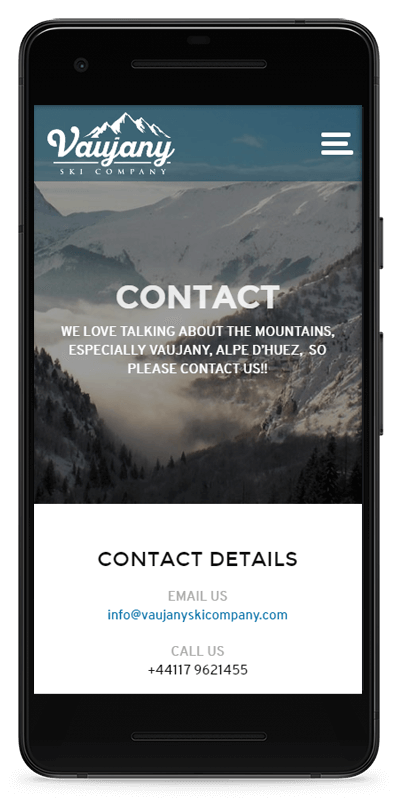 Vaujany
SKI COMPANY
CONTACT
WE LOVE TALKING ABOUT THE MOUNTAINS,
ESPECIALLY VAUJANY, ALPE D'HUEZ, SO
PLEASE CONTACT US!!
CONTACT DETAILS
EMAIL US
info@vaujanyskicompany.com
CALL US
+44117 9621455